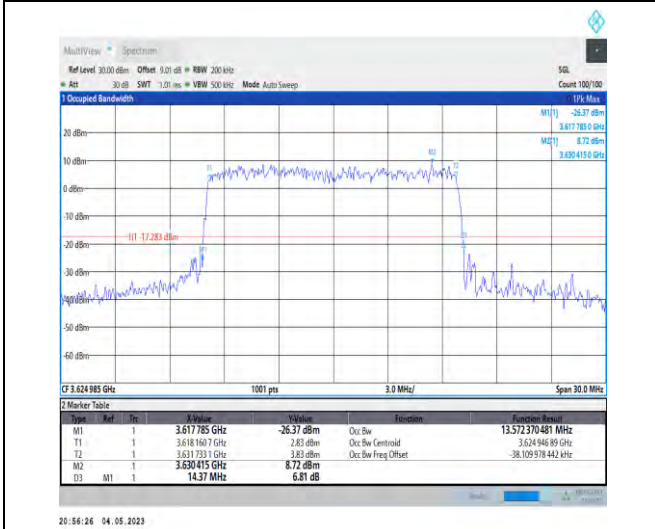 MultiView Spectrum
Ref Level 30.00 dBm Offset 9.01 dB RBW 200 kHz SGL
Att 30 dB SWT 1.01 ms VBW 500 kHz Mode Auto Sweep Count 100/100
1 Occupied Bandwidth 1Pk Max
M1[1] -26.37 dBm
3.617 785 0 GHz
M2[1] 8.72 dBm
3.630 415 0 GHz
20 dBm
M2
10 dBm
T1 T2
0 dBm
-10 dBm
H1 -17.283 dBm
D3
M1
-20 dBm
-30 dBm
-40 dBm
-50 dBm
-60 dBm
CF 3.624 985 GHz 1001 pts 3.0 MHz/ Span 30.0 MHz
2 Marker Table
Type Ref Trc X-Value Y-Value Function Function Result
M1 1 3.617 785 GHz -26.37 dBm Occ Bw 13.572 370 481 MHz
T1 1 3.618 160 7 GHz 2.83 dBm Occ Bw Centroid 3.624 946 89 GHz
T2 1 3.631 733 1 GHz 3.83 dBm Occ Bw Freq Offset -38.109 978 442 kHz
M2 1 3.630 415 GHz 8.72 dBm
D3 M1 1 14.37 MHz 6.81 dB
20:56:26 04.05.2023